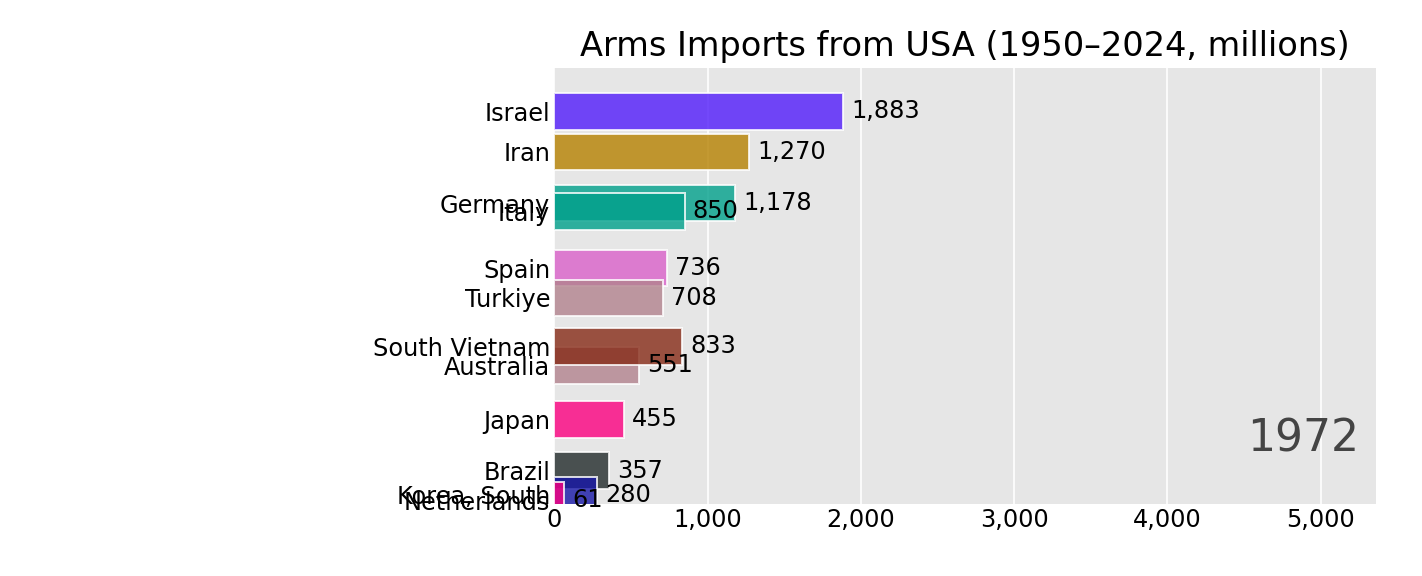 Arms Imports from USA (1950–2024, millions)
Israel 1,883
Iran 1,270
Germany 1,178
Italy 850
Spain 736
Turkiye 708
South Vietnam 833
Australia 551
Japan 455
1972
Brazil 357
Korea, South 280
Netherlands 61
0 1,000 2,000 3,000 4,000 5,000